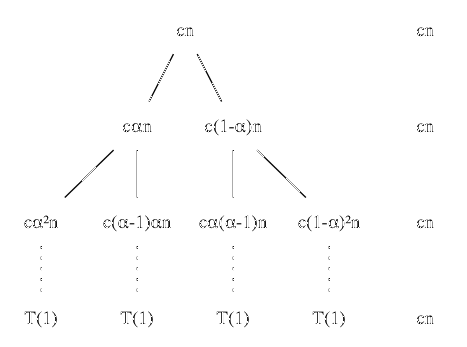 cn cn
cαn c(1-α)n cn
cα²n c(α-1)αn cα(α-1)n c(1-α)²n cn
T(1) T(1) T(1) T(1) cn